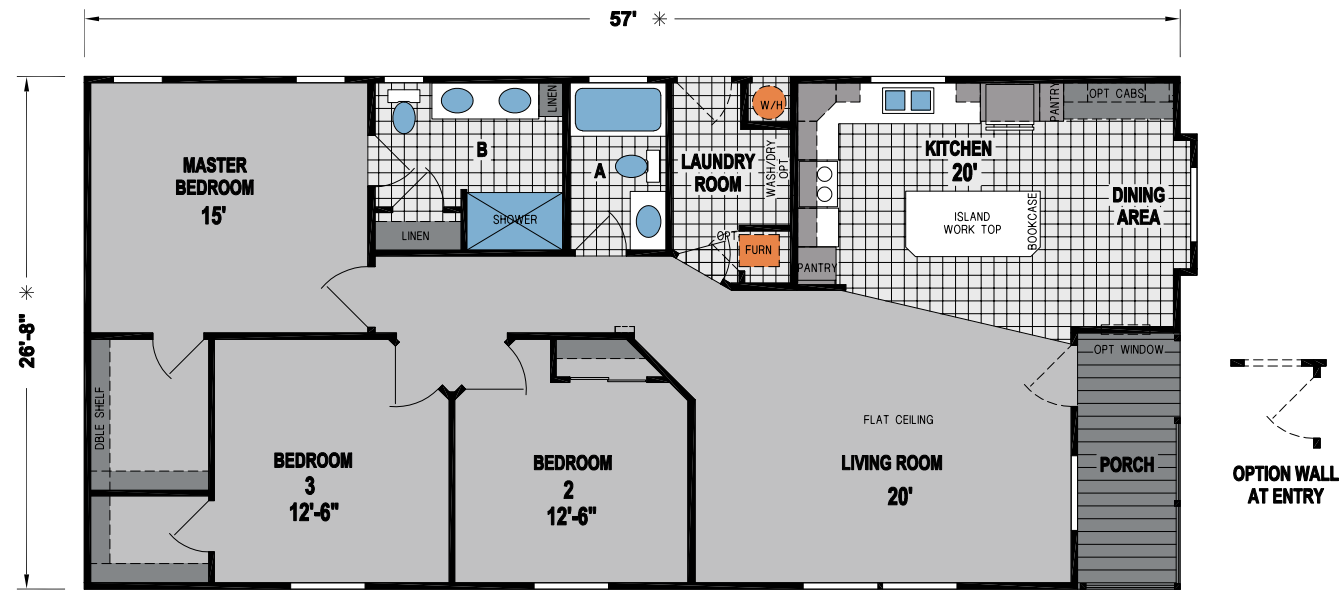 57' ✳
26'-8" ✳
MASTER
BEDROOM
15'
LINEN
B
LINEN
SHOWER
A
LAUNDRY
ROOM
W/H
WASH/DRY
OPT
OPT
FURN
PANTRY
OPT CABS
KITCHEN
20'
ISLAND
WORK TOP
BOOKCASE
DINING
AREA
PANTRY
OPT WINDOW
DBLE SHELF
FLAT CEILING
BEDROOM
3
12'-6"
BEDROOM
2
12'-6"
LIVING ROOM
20'
PORCH
OPTION WALL
AT ENTRY